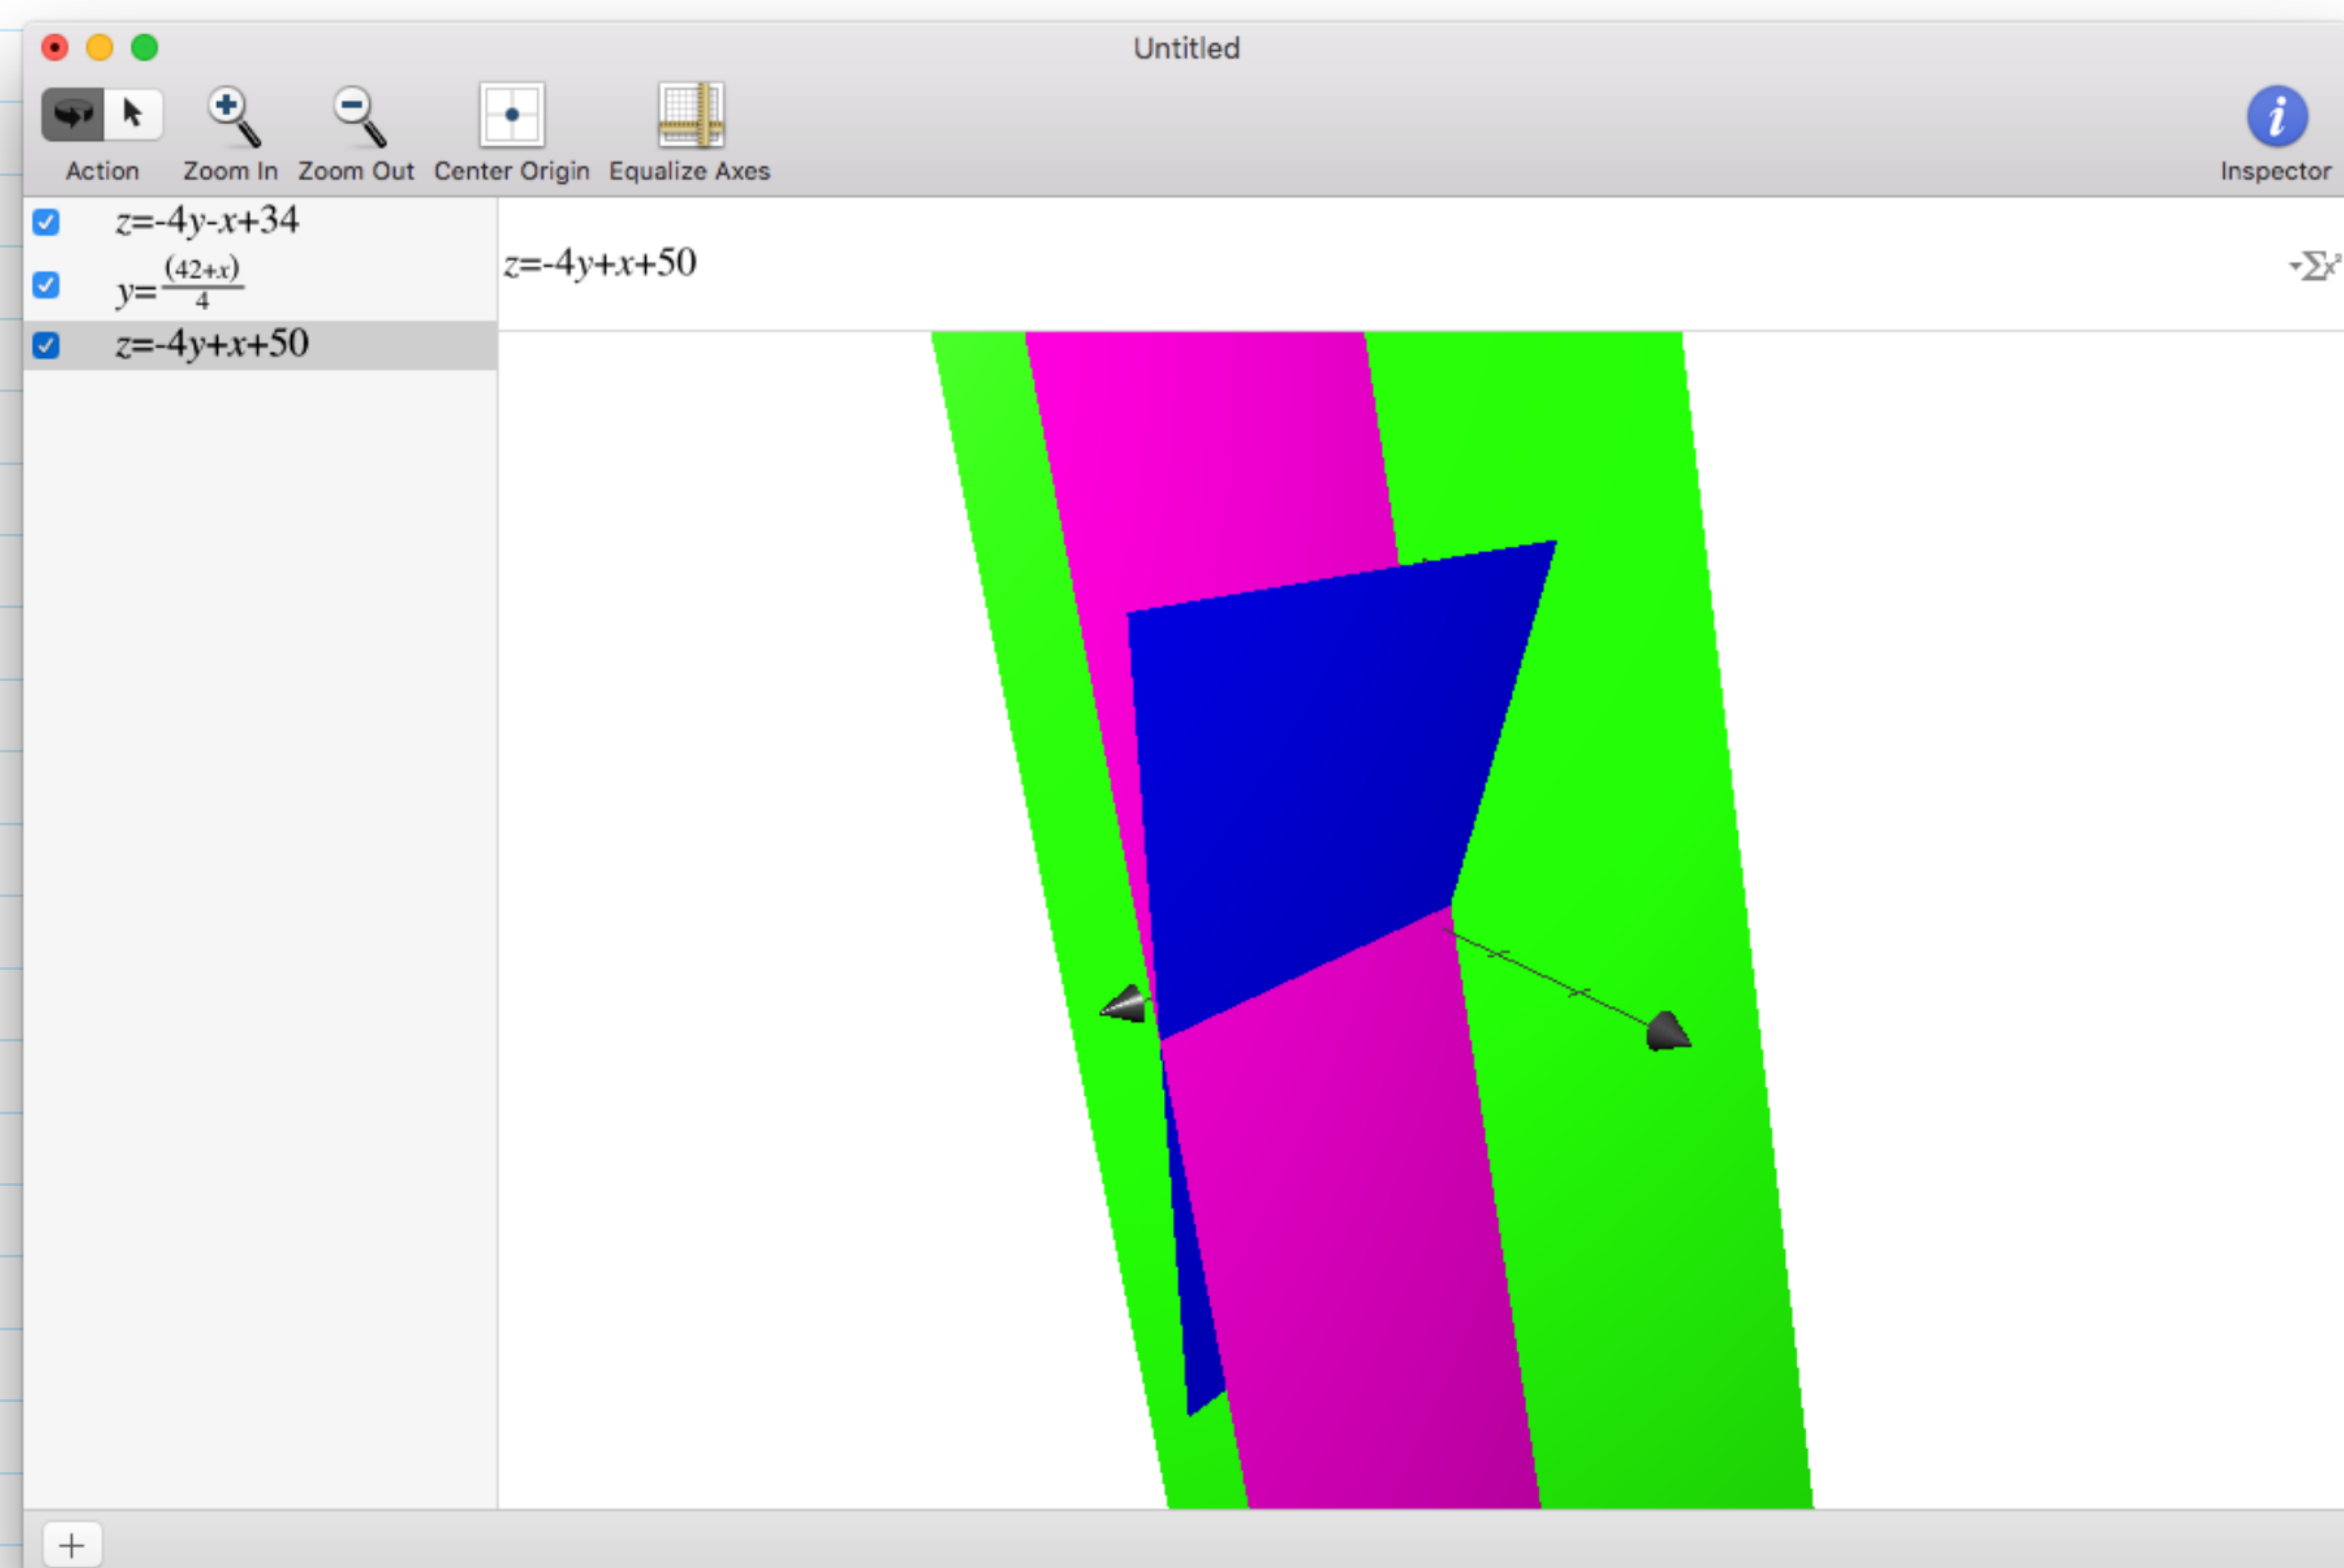 Untitled
Action Zoom In Zoom Out Center Origin Equalize Axes Inspector
z=-4y-x+34
y=(42+x)/4
z=-4y+x+50
z=-4y+x+50
Σx²